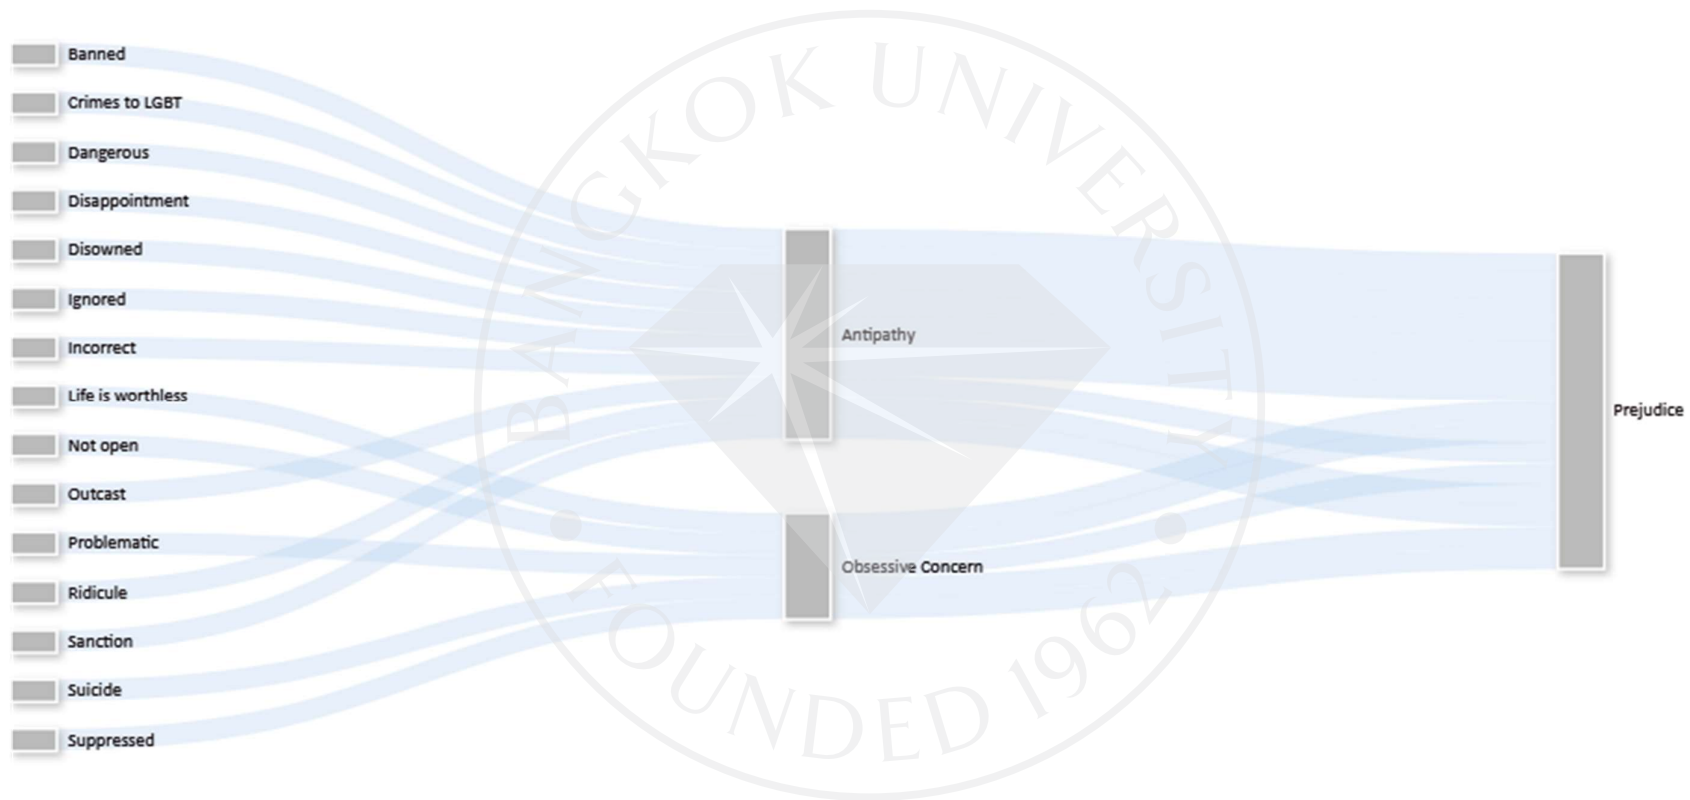 Banned
Crimes to LGBT
Dangerous
Disappointment
Disowned
Ignored
Incorrect
Life is worthless
Not open
Outcast
Problematic
Ridicule
Sanction
Suicide
Suppressed
Antipathy
Obsessive Concern
Prejudice
BANGKOK UNIVERSITY
FOUNDED 1962